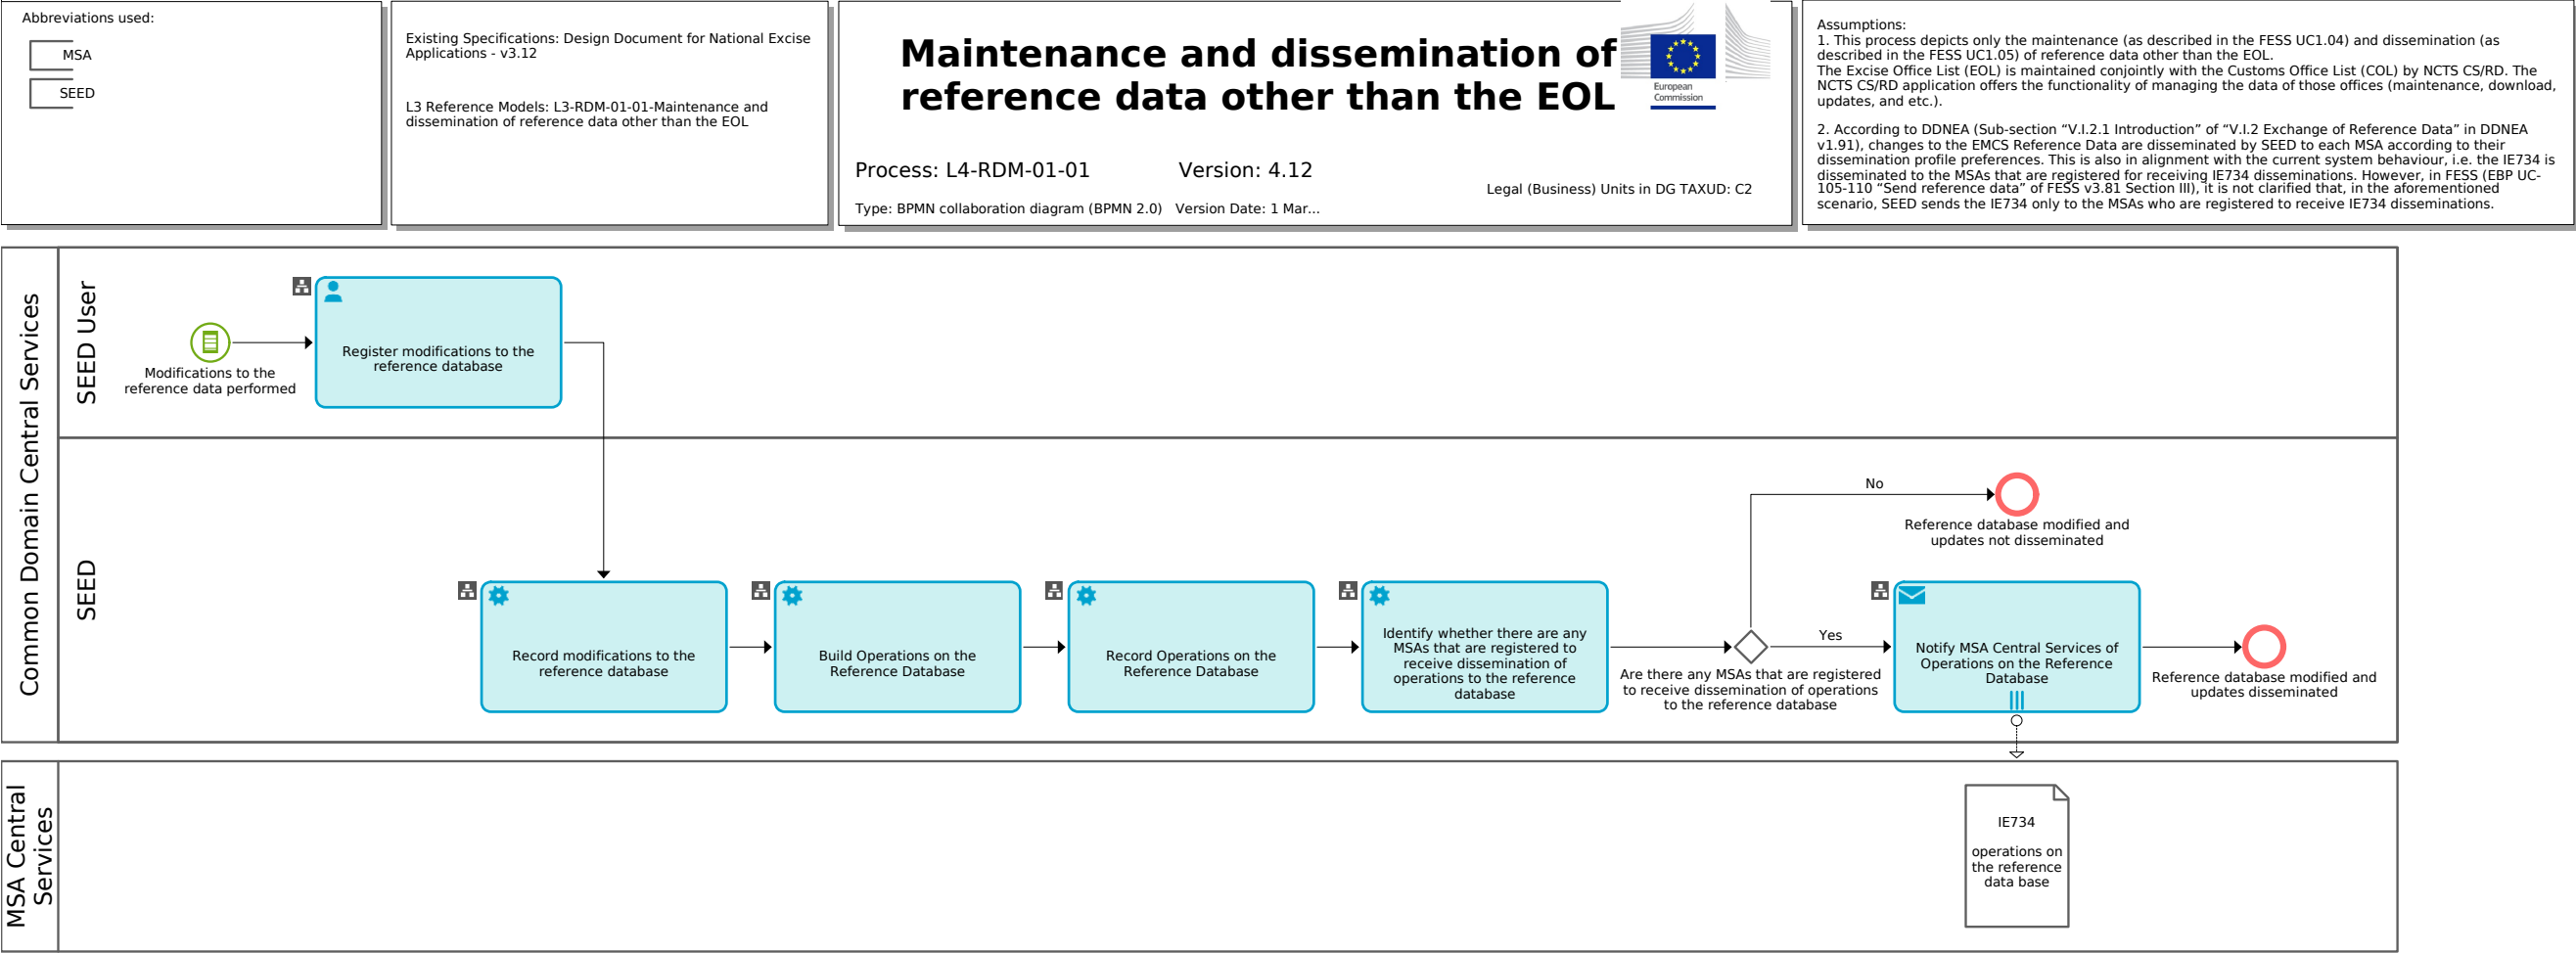 Abbreviations used:
MSA
SEED
Existing Specifications: Design Document for National Excise
Applications - v3.12
L3 Reference Models: L3-RDM-01-01-Maintenance and
dissemination of reference data other than the EOL
Maintenance and dissemination of
reference data other than the EOL
European
Commission
Process: L4-RDM-01-01
Version: 4.12
Legal (Business) Units in DG TAXUD: C2
Type: BPMN collaboration diagram (BPMN 2.0)
Version Date: 1 Mar...
Assumptions:
1. This process depicts only the maintenance (as described in the FESS UC1.04) and dissemination (as
described in the FESS UC1.05) of reference data other than the EOL.
The Excise Office List (EOL) is maintained conjointly with the Customs Office List (COL) by NCTS CS/RD. The
NCTS CS/RD application offers the functionality of managing the data of those offices (maintenance, download,
updates, and etc.).
2. According to DDNEA (Sub-section “V.I.2.1 Introduction” of “V.I.2 Exchange of Reference Data” in DDNEA
v1.91), changes to the EMCS Reference Data are disseminated by SEED to each MSA according to their
dissemination profile preferences. This is also in alignment with the current system behaviour, i.e. the IE734 is
disseminated to the MSAs that are registered for receiving IE734 disseminations. However, in FESS (EBP UC-
105-110 “Send reference data” of FESS v3.81 Section III), it is not clarified that, in the aforementioned
scenario, SEED sends the IE734 only to the MSAs who are registered to receive IE734 disseminations.
Common Domain Central Services
SEED User
Modifications to the
reference data performed
Register modifications to the
reference database
SEED
Record modifications to the
reference database
Build Operations on the
Reference Database
Record Operations on the
Reference Database
Identify whether there are any
MSAs that are registered to
receive dissemination of
operations to the reference
database
Are there any MSAs that are registered
to receive dissemination of operations
to the reference database
No
Reference database modified and
updates not disseminated
Yes
Notify MSA Central Services of
Operations on the Reference
Database
Reference database modified and
updates disseminated
MSA Central
Services
IE734
operations on
the reference
data base